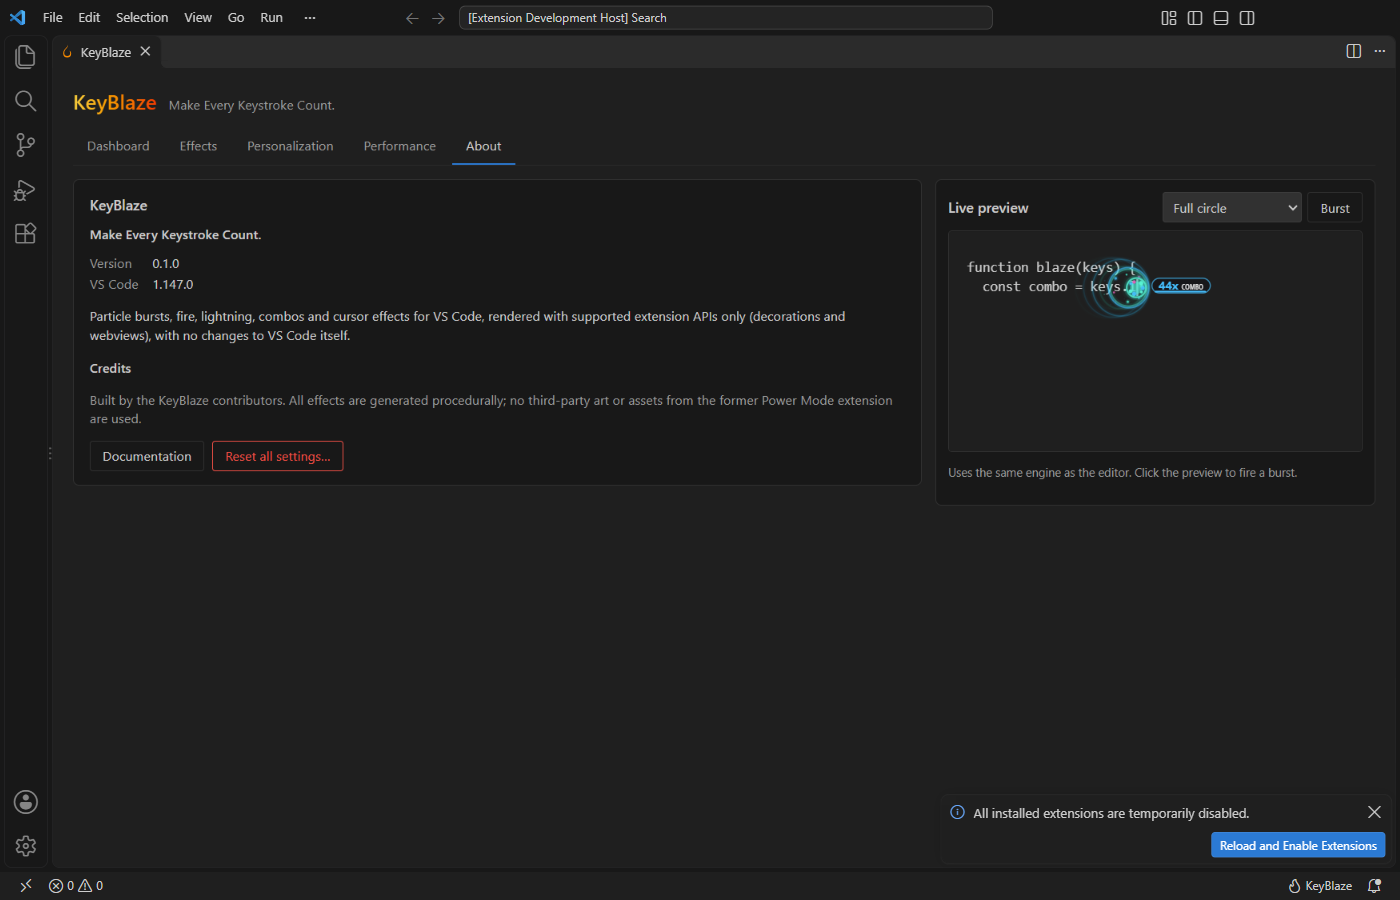 File Edit Selection View Go Run ···
[Extension Development Host] Search
KeyBlaze
KeyBlaze Make Every Keystroke Count.
Dashboard Effects Personalization Performance About
KeyBlaze
Make Every Keystroke Count.
Version 0.1.0
VS Code 1.147.0
Particle bursts, fire, lightning, combos and cursor effects for VS Code, rendered with supported extension APIs only (decorations and
webviews), with no changes to VS Code itself.
Credits
Built by the KeyBlaze contributors. All effects are generated procedurally; no third-party art or assets from the former Power Mode extension
are used.
Documentation Reset all settings...
Live preview Full circle Burst
function blaze(keys) {
const combo = keys.
44x COMBO
Uses the same engine as the editor. Click the preview to fire a burst.
All installed extensions are temporarily disabled.
Reload and Enable Extensions
0 0 KeyBlaze